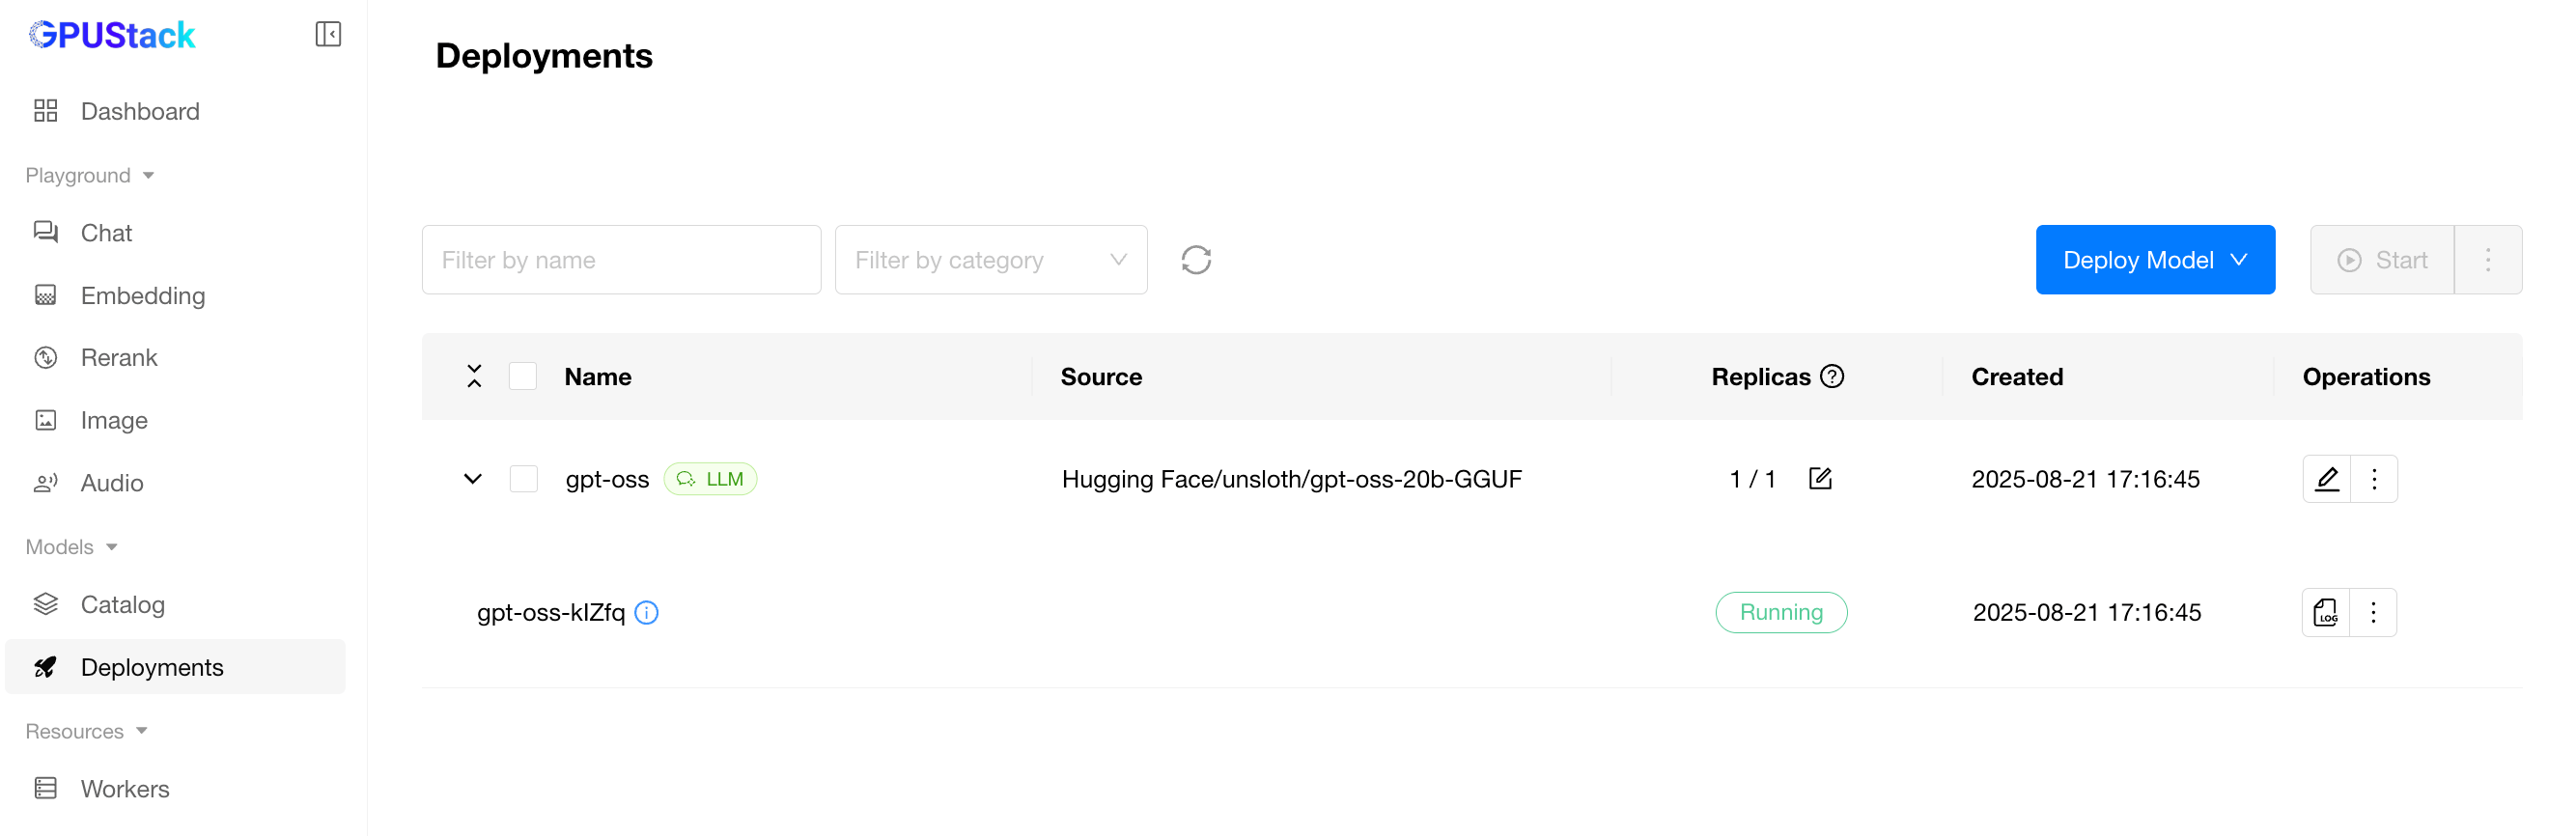 GPUStack
Dashboard
Playground
Chat
Embedding
Rerank
Image
Audio
Models
Catalog
Deployments
Resources
Workers
Deployments
Filter by name
Filter by category
Deploy Model
Start
Name Source Replicas Created Operations
gpt-oss LLM Hugging Face/unsloth/gpt-oss-20b-GGUF 1 / 1 2025-08-21 17:16:45
gpt-oss-kIZfq Running 2025-08-21 17:16:45 LOG